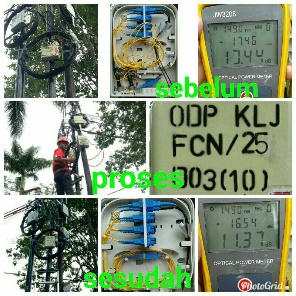 JW3208
1490
17.46
13.44
OPTICAL POWER METER
sebelum
ODP KLJ
FCN/25
D03(10)
proses
1490
16.54
11.37
OPTICAL POWER METER
sesudah
PhotoGrid